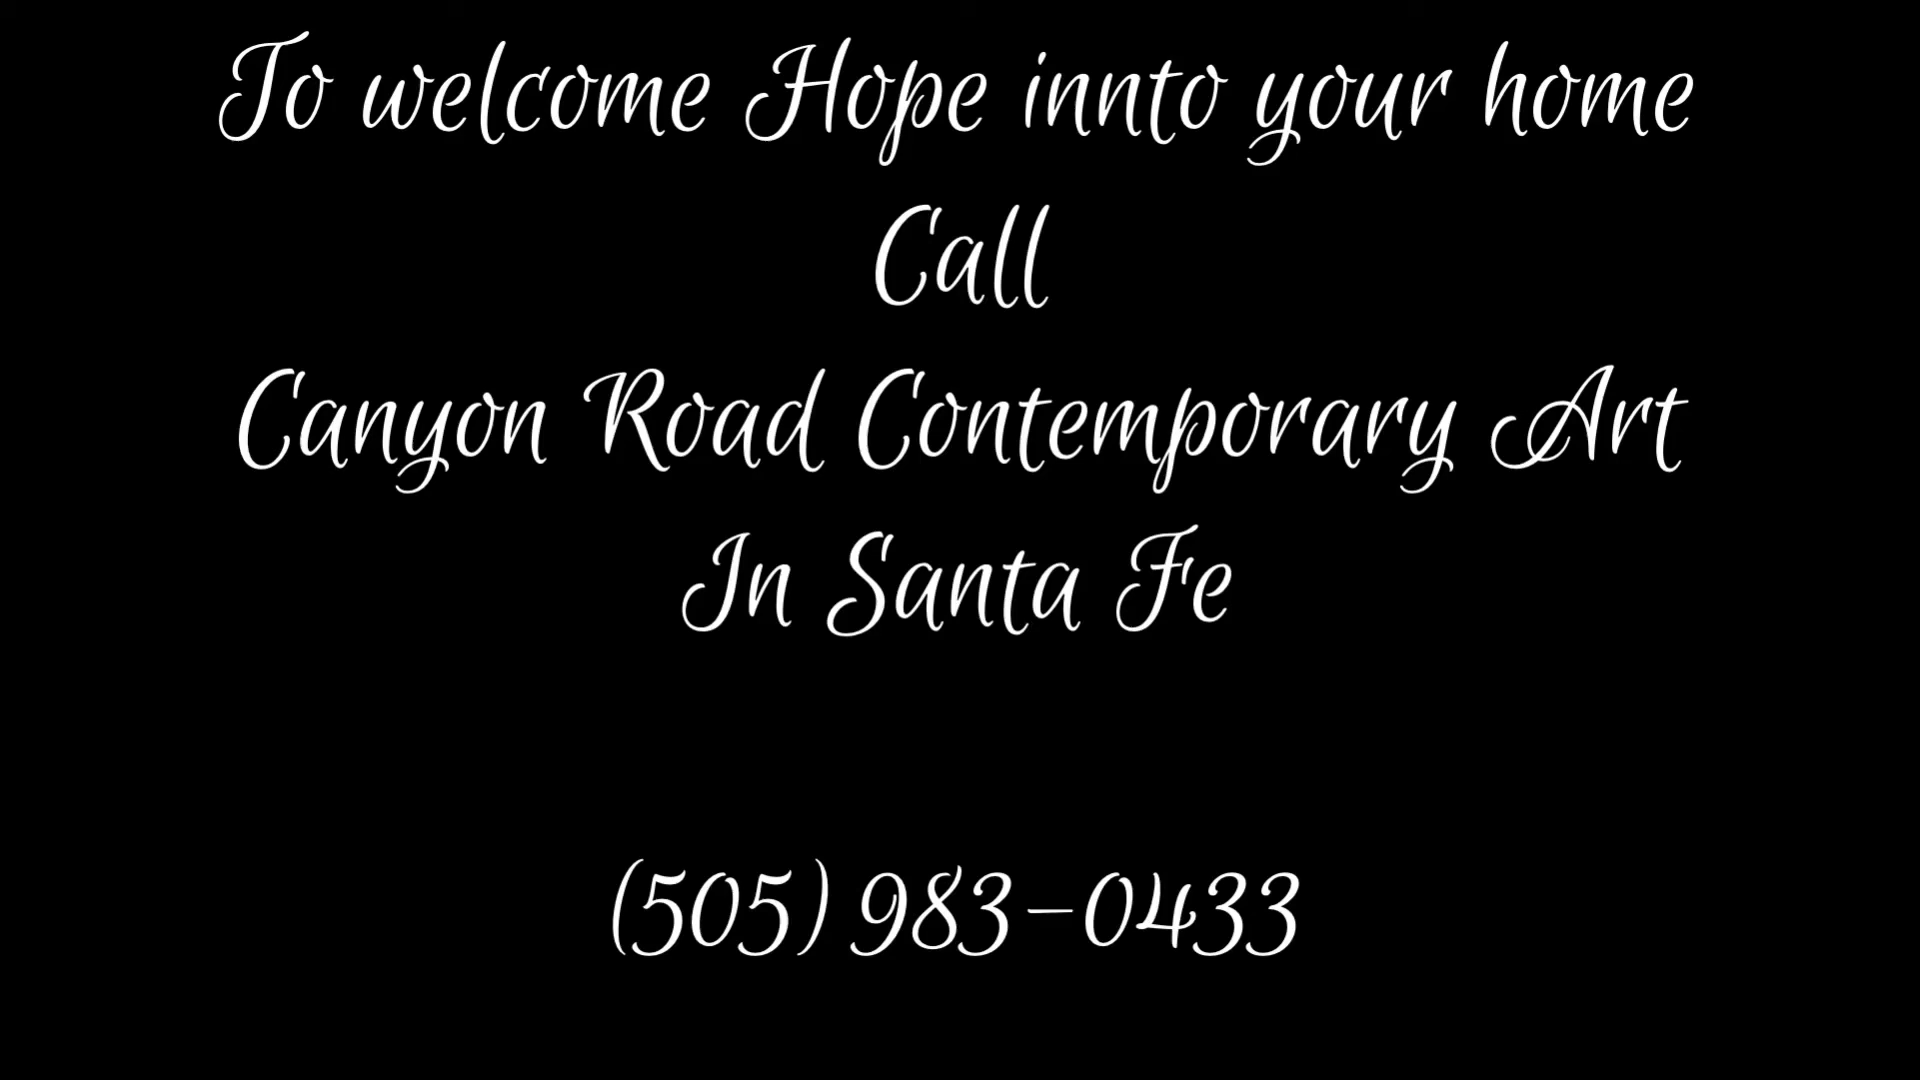 To welcome Hope innto your home
Call
Canyon Road Contemporary Art
In Santa Fe
(505) 983-0433